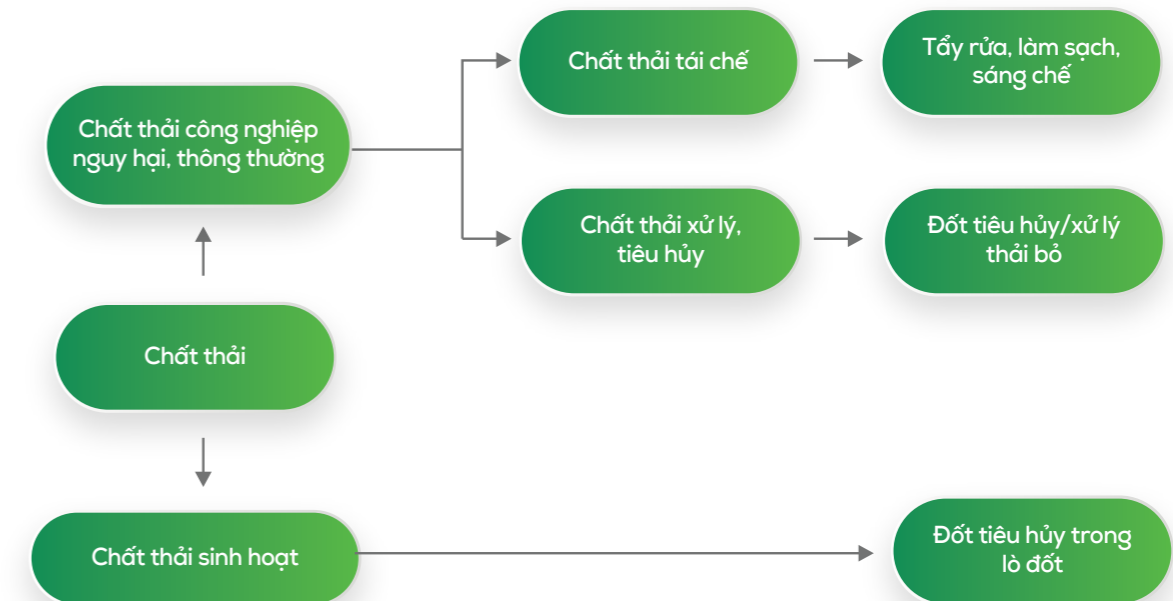 Chất thải tái chế
Tẩy rửa, làm sạch,
sáng chế
Chất thải công nghiệp
nguy hại, thông thường
Chất thải xử lý,
tiêu hủy
Đốt tiêu hủy/xử lý
thải bỏ
Chất thải
Chất thải sinh hoạt
Đốt tiêu hủy trong
lò đốt